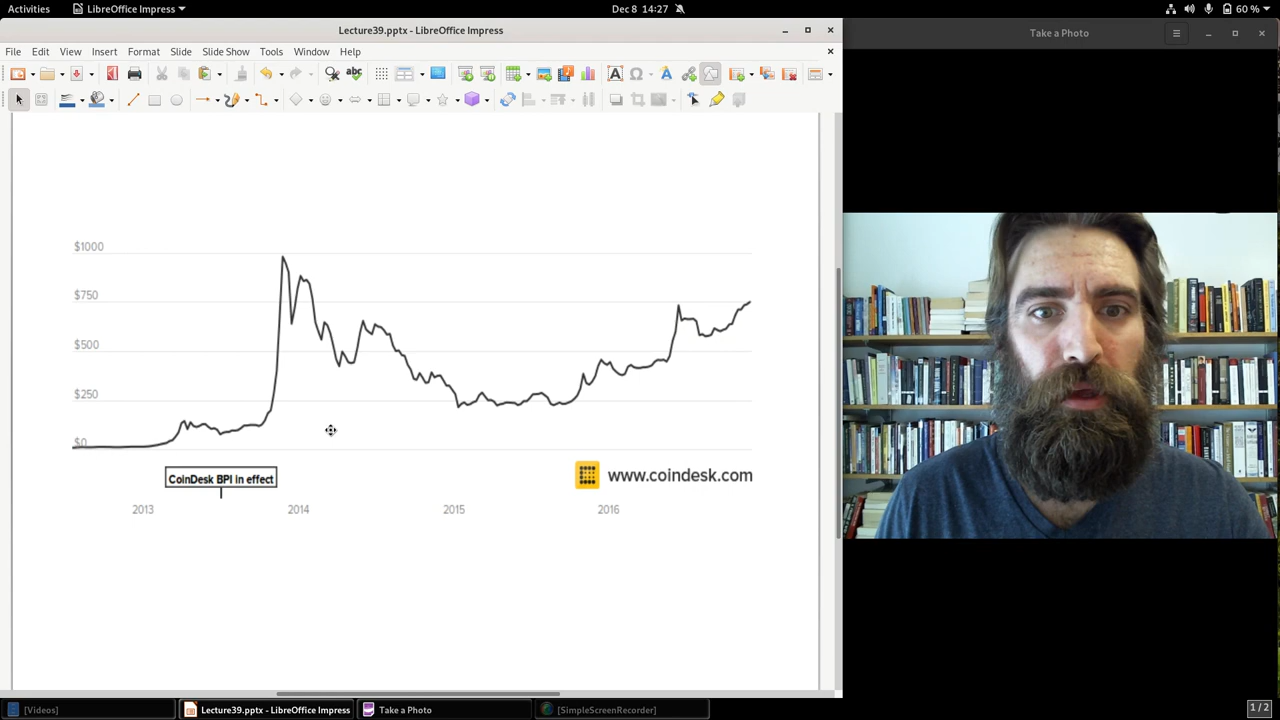 Activities
LibreOffice Impress
Dec 8 14:27
60 %
Lecture39.pptx - LibreOffice Impress
Take a Photo
File Edit View Insert Format Slide Slide Show Tools Window Help
$1000
$750
$500
$250
$0
CoinDesk BPI in effect
www.coindesk.com
2013 2014 2015 2016
[Videos]
Lecture39.pptx - LibreOffice Impress
Take a Photo
[SimpleScreenRecorder]
1/2